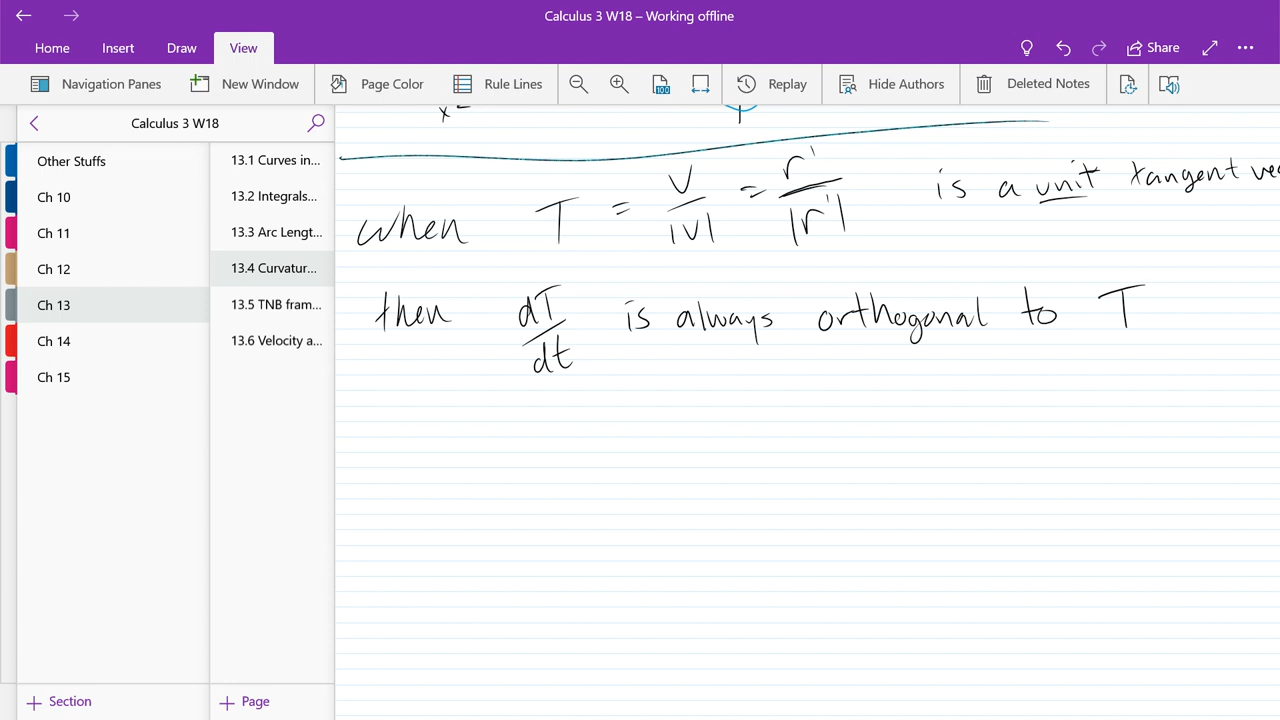 Calculus 3 W18 – Working offline
Home Insert Draw View
Share
Navigation Panes New Window Page Color Rule Lines 100 Replay Hide Authors Deleted Notes
Calculus 3 W18
Other Stuffs
Ch 10
Ch 11
Ch 12
Ch 13
Ch 14
Ch 15
13.1 Curves in...
13.2 Integrals...
13.3 Arc Lengt...
13.4 Curvatur...
13.5 TNB fram...
13.6 Velocity a...
when T = V/|V| = r'/|r'| is a unit tangent vec
then dT/dt is always orthogonal to T
+ Section
+ Page